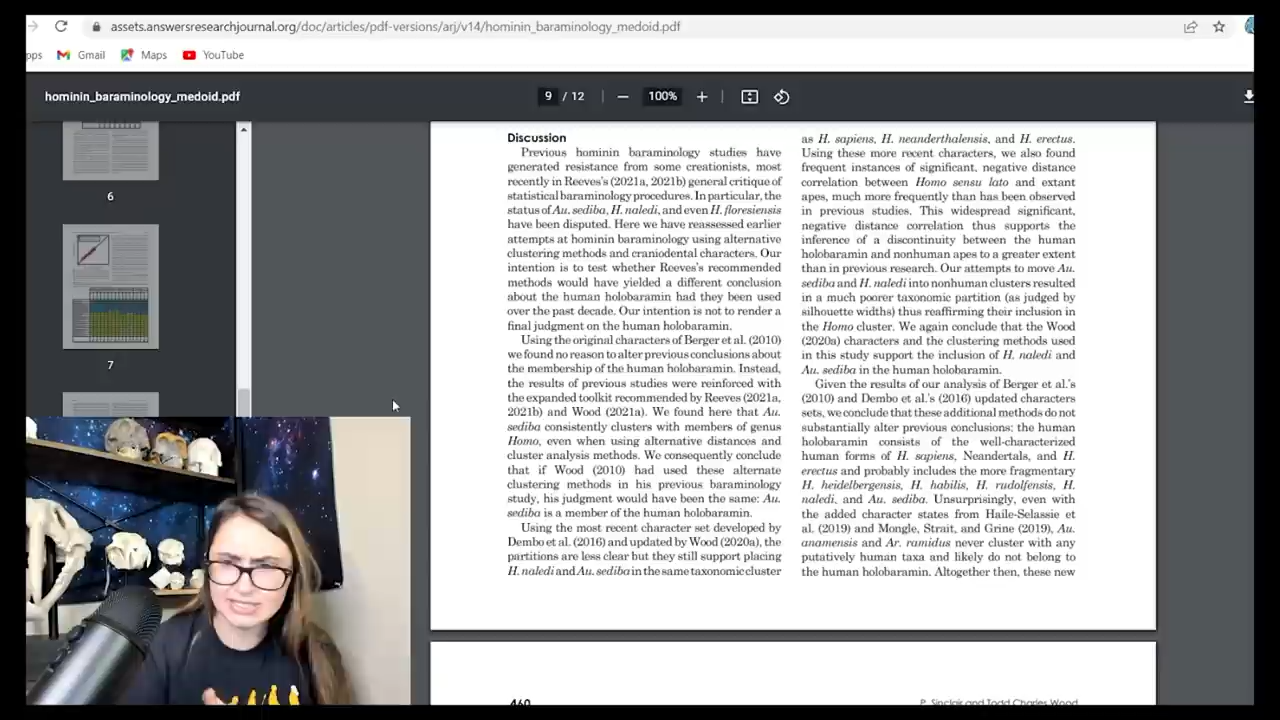 assets.answersresearchjournal.org/doc/articles/pdf-versions/arj/v14/hominin_baraminology_medoid.pdf
pps
Gmail
Maps
YouTube
hominin_baraminology_medoid.pdf
9 / 12
100%
6
7
Discussion
Previous hominin baraminology studies have
generated resistance from some creationists, most
recently in Reeves's (2021a, 2021b) general critique of
statistical baraminology procedures. In particular, the
status of Au. sediba, H. naledi, and even H. floresiensis
have been disputed. Here we have reassessed earlier
attempts at hominin baraminology using alternative
clustering methods and craniodental characters. Our
intention is to test whether Reeves's recommended
methods would have yielded a different conclusion
about the human holobaramin had they been used
over the past decade. Our intention is not to render a
final judgment on the human holobaramin.
Using the original characters of Berger et al. (2010)
we found no reason to alter previous conclusions about
the membership of the human holobaramin. Instead,
the results of previous studies were reinforced with
the expanded toolkit recommended by Reeves (2021a,
2021b) and Wood (2021a). We found here that Au.
sediba consistently clusters with members of genus
Homo, even when using alternative distances and
cluster analysis methods. We consequently conclude
that if Wood (2010) had used these alternate
clustering methods in his previous baraminology
study, his judgment would have been the same: Au.
sediba is a member of the human holobaramin.
Using the most recent character set developed by
Dembo et al. (2016) and updated by Wood (2020a), the
partitions are less clear but they still support placing
H. naledi and Au. sediba in the same taxonomic cluster
as H. sapiens, H. neanderthalensis, and H. erectus.
Using these more recent characters, we also found
frequent instances of significant, negative distance
correlation between Homo sensu lato and extant
apes, much more frequently than has been observed
in previous studies. This widespread significant,
negative distance correlation thus supports the
inference of a discontinuity between the human
holobaramin and nonhuman apes to a greater extent
than in previous research. Our attempts to move Au.
sediba and H. naledi into nonhuman clusters resulted
in a much poorer taxonomic partition (as judged by
silhouette widths) thus reaffirming their inclusion in
the Homo cluster. We again conclude that the Wood
(2020a) characters and the clustering methods used
in this study support the inclusion of H. naledi and
Au. sediba in the human holobaramin.
Given the results of our analysis of Berger et al.'s
(2010) and Dembo et al.'s (2016) updated characters
sets, we conclude that these additional methods do not
substantially alter previous conclusions: the human
holobaramin consists of the well-characterized
human forms of H. sapiens, Neandertals, and H.
erectus and probably includes the more fragmentary
H. heidelbergensis, H. habilis, H. rudolfensis, H.
naledi, and Au. sediba. Unsurprisingly, even with
the added character states from Haile-Selassie et
al. (2019) and Mongle, Strait, and Grine (2019), Au.
anamensis and Ar. ramidus never cluster with any
putatively human taxa and likely do not belong to
the human holobaramin. Altogether then, these new
460
P. Sinclair and Todd Charles Wood